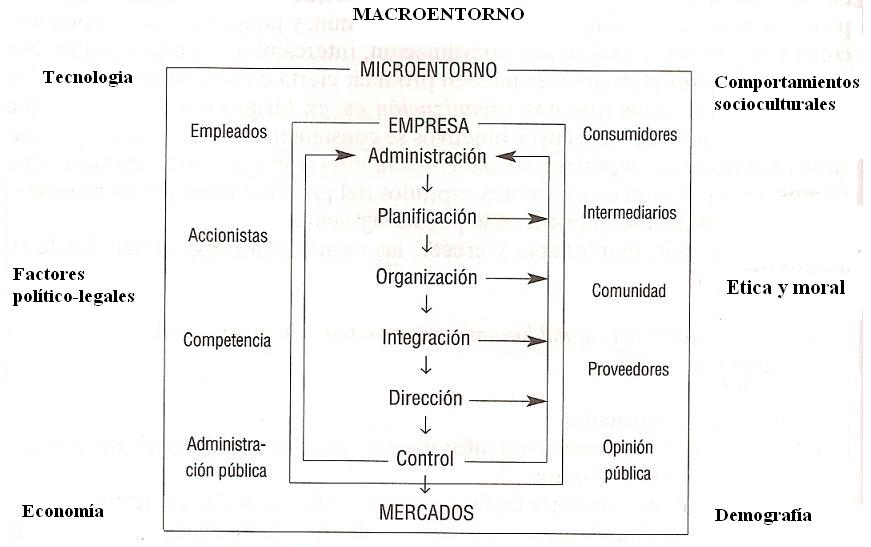 MACROENTORNO
Tecnologia
MICROENTORNO
Comportamientos
socioculturales
Empleados
EMPRESA
Consumidores
Administración
Planificación
Intermediarios
Accionistas
Factores
político-legales
Organización
Comunidad
Etica y moral
Competencia
Integración
Proveedores
Dirección
Administra-
ción pública
Control
Opinión
pública
Economía
MERCADOS
Demografía